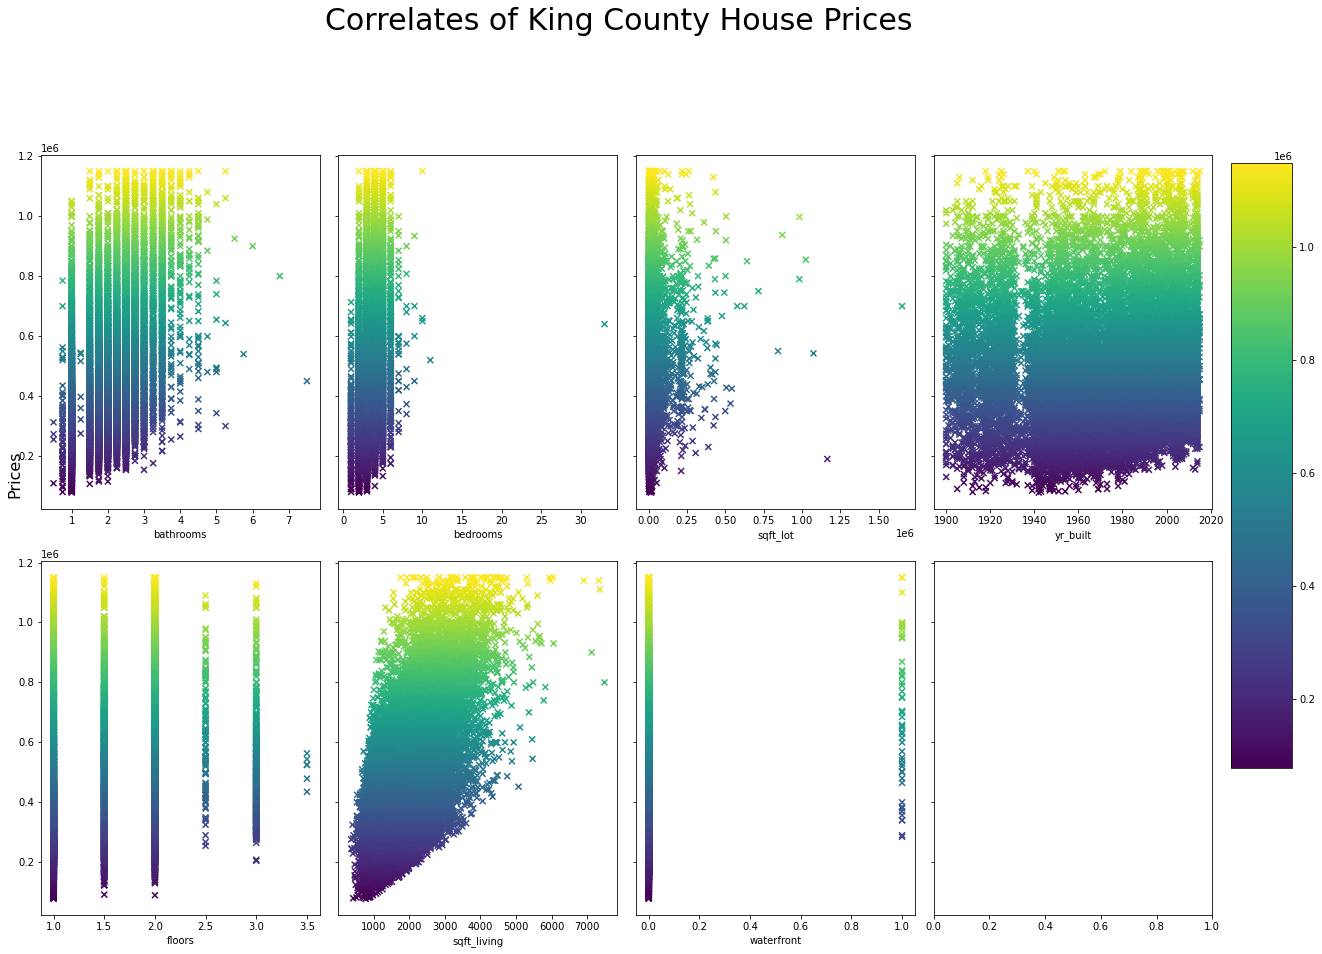 Correlates of King County House Prices
1e6
1.2
1.0
0.8
0.6
0.4
0.2
Prices
1 2 3 4 5 6 7
bathrooms
0 5 10 15 20 25 30
bedrooms
0.00 0.25 0.50 0.75 1.00 1.25 1.50
1e6
sqft_lot
1900 1920 1940 1960 1980 2000 2020
yr_built
1e6
1.0
0.8
0.6
0.4
0.2
1e6
1.2
1.0
0.8
0.6
0.4
0.2
1.0 1.5 2.0 2.5 3.0 3.5
floors
1000 2000 3000 4000 5000 6000 7000
sqft_living
0.0 0.2 0.4 0.6 0.8 1.0
waterfront
0.0 0.2 0.4 0.6 0.8 1.0